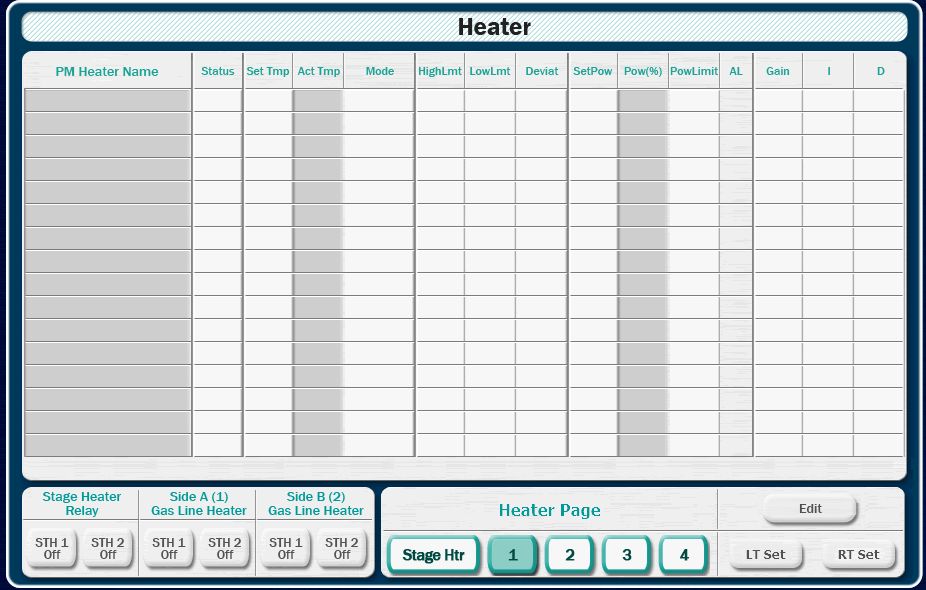 Heater
PM Heater Name Status Set Tmp Act Tmp Mode HighLmt LowLmt Deviat SetPow Pow(%) PowLimit AL Gain I D
Stage Heater
Relay
STH 1
Off
STH 2
Off
Side A (1)
Gas Line Heater
STH 1
Off
STH 2
Off
Side B (2)
Gas Line Heater
STH 1
Off
STH 2
Off
Heater Page
Edit
Stage Htr 1 2 3 4
LT Set RT Set